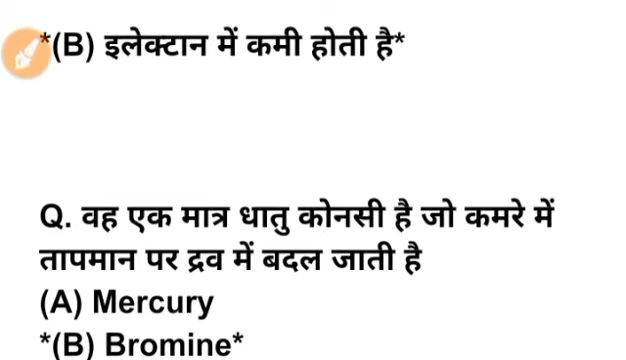 *(B) इलेक्टान में कमी होती है*
Q. वह एक मात्र धातु कोनसी है जो कमरे में
तापमान पर द्रव में बदल जाती है
(A) Mercury
*(B) Bromine*